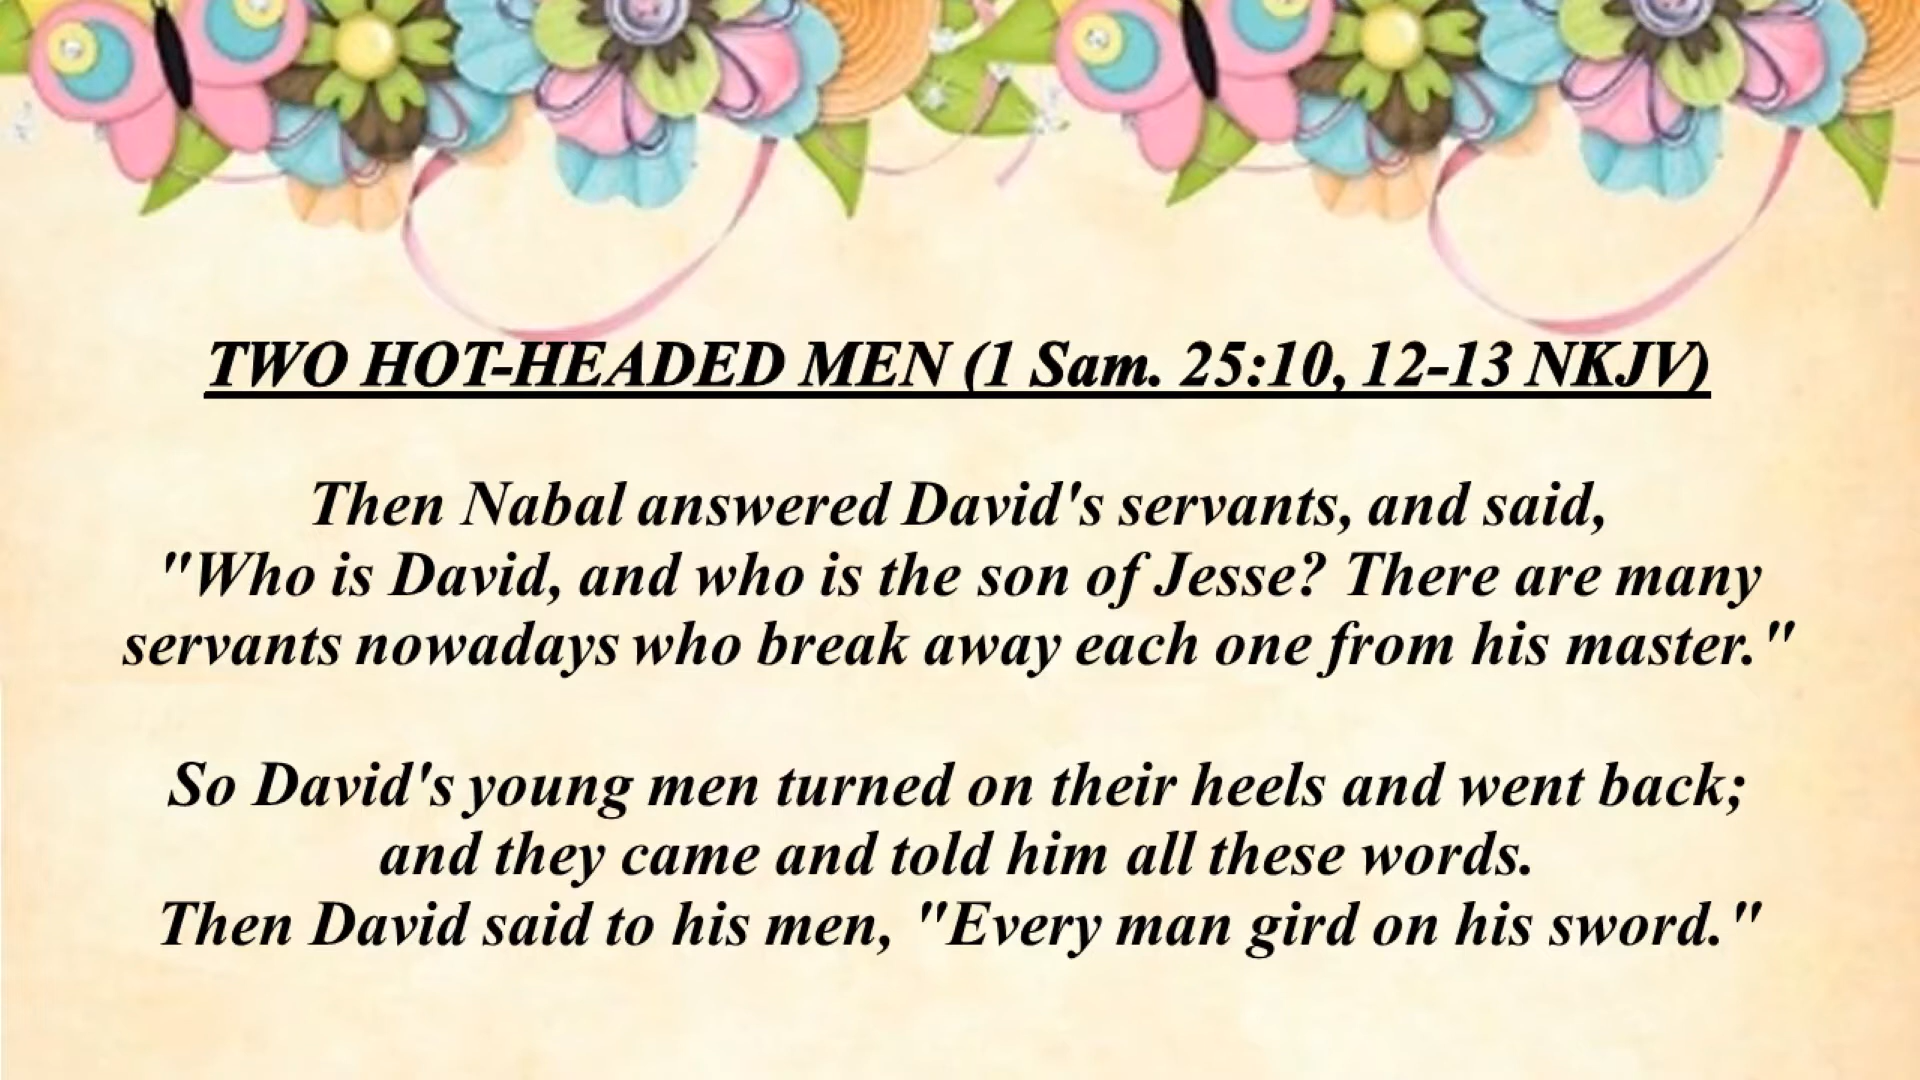 TWO HOT-HEADED MEN (1 Sam. 25:10, 12-13 NKJV)
Then Nabal answered David's servants, and said,
"Who is David, and who is the son of Jesse? There are many
servants nowadays who break away each one from his master."
So David's young men turned on their heels and went back;
and they came and told him all these words.
Then David said to his men, "Every man gird on his sword."